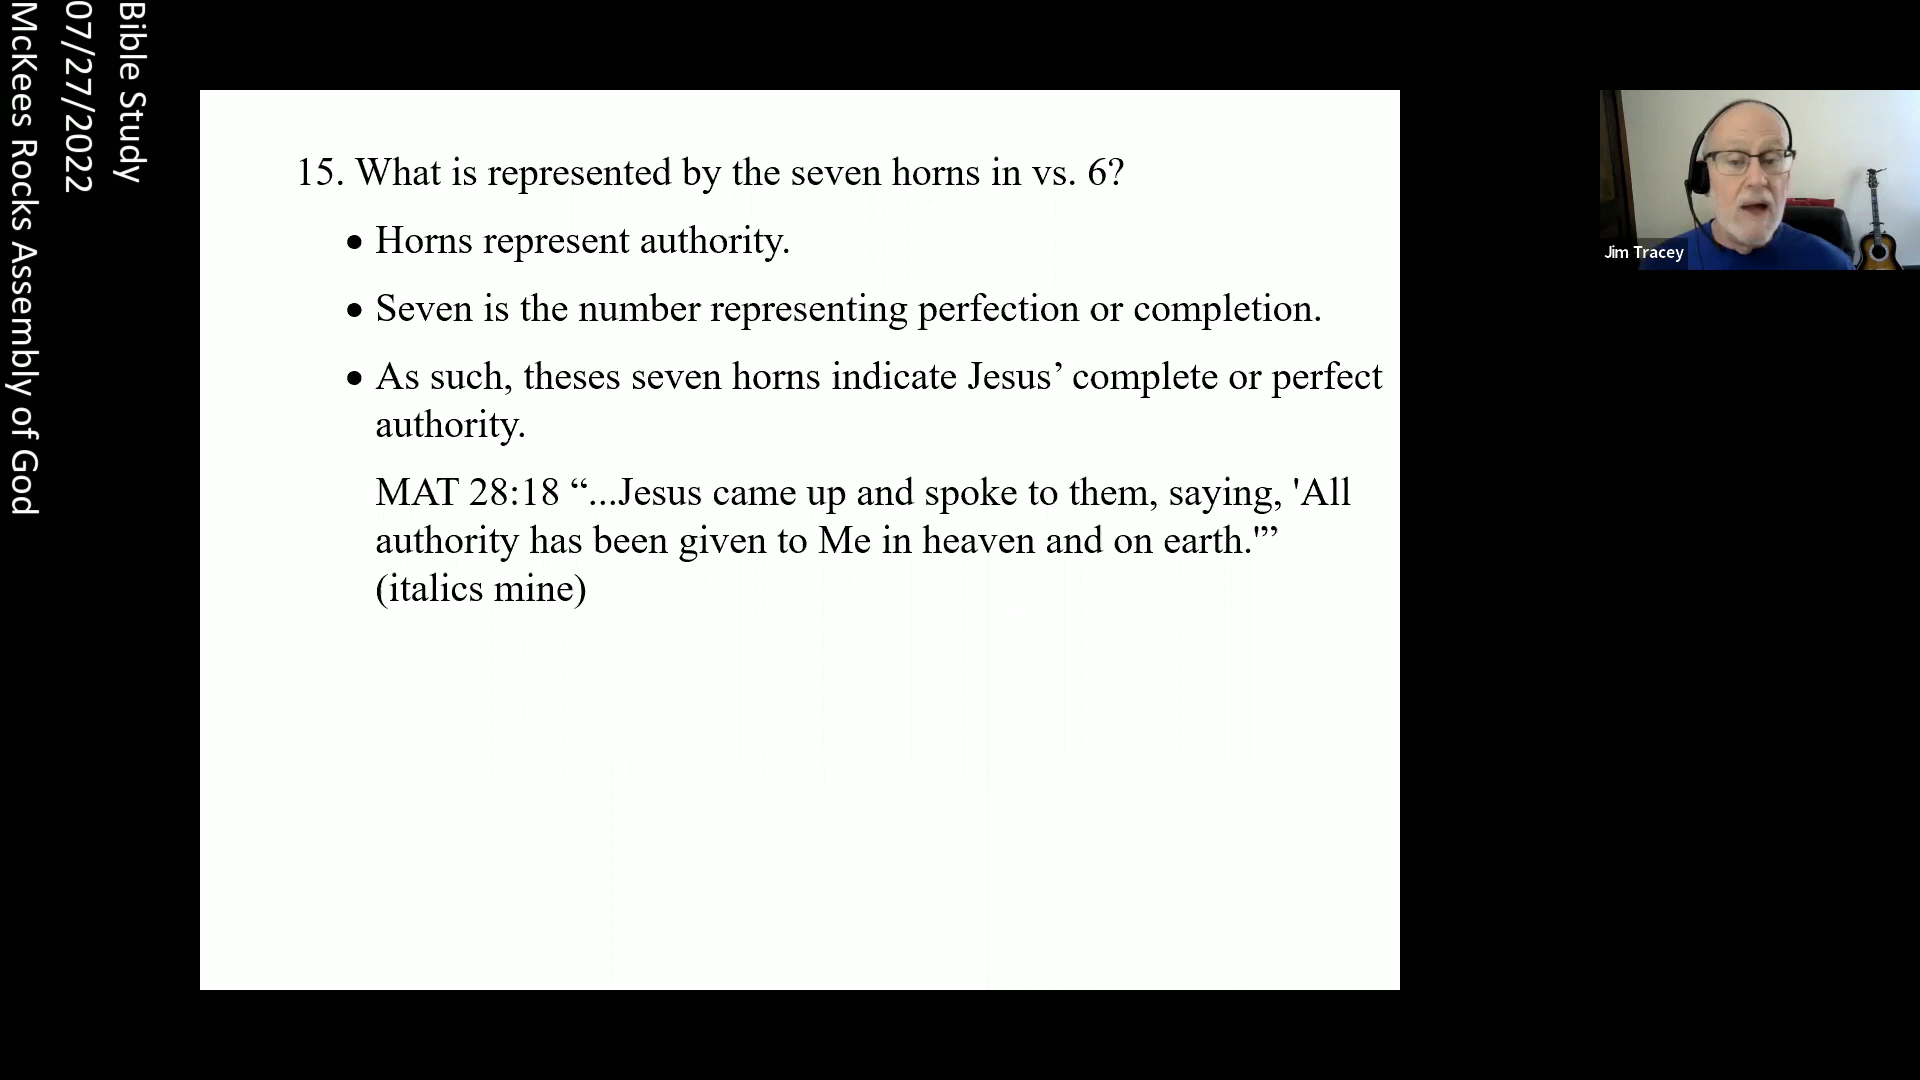 Bible Study
07/27/2022
McKees Rocks Assembly of God
15. What is represented by the seven horns in vs. 6?
• Horns represent authority.
• Seven is the number representing perfection or completion.
• As such, theses seven horns indicate Jesus’ complete or perfect
authority.
MAT 28:18 “...Jesus came up and spoke to them, saying, 'All
authority has been given to Me in heaven and on earth.'”
(italics mine)
Jim Tracey